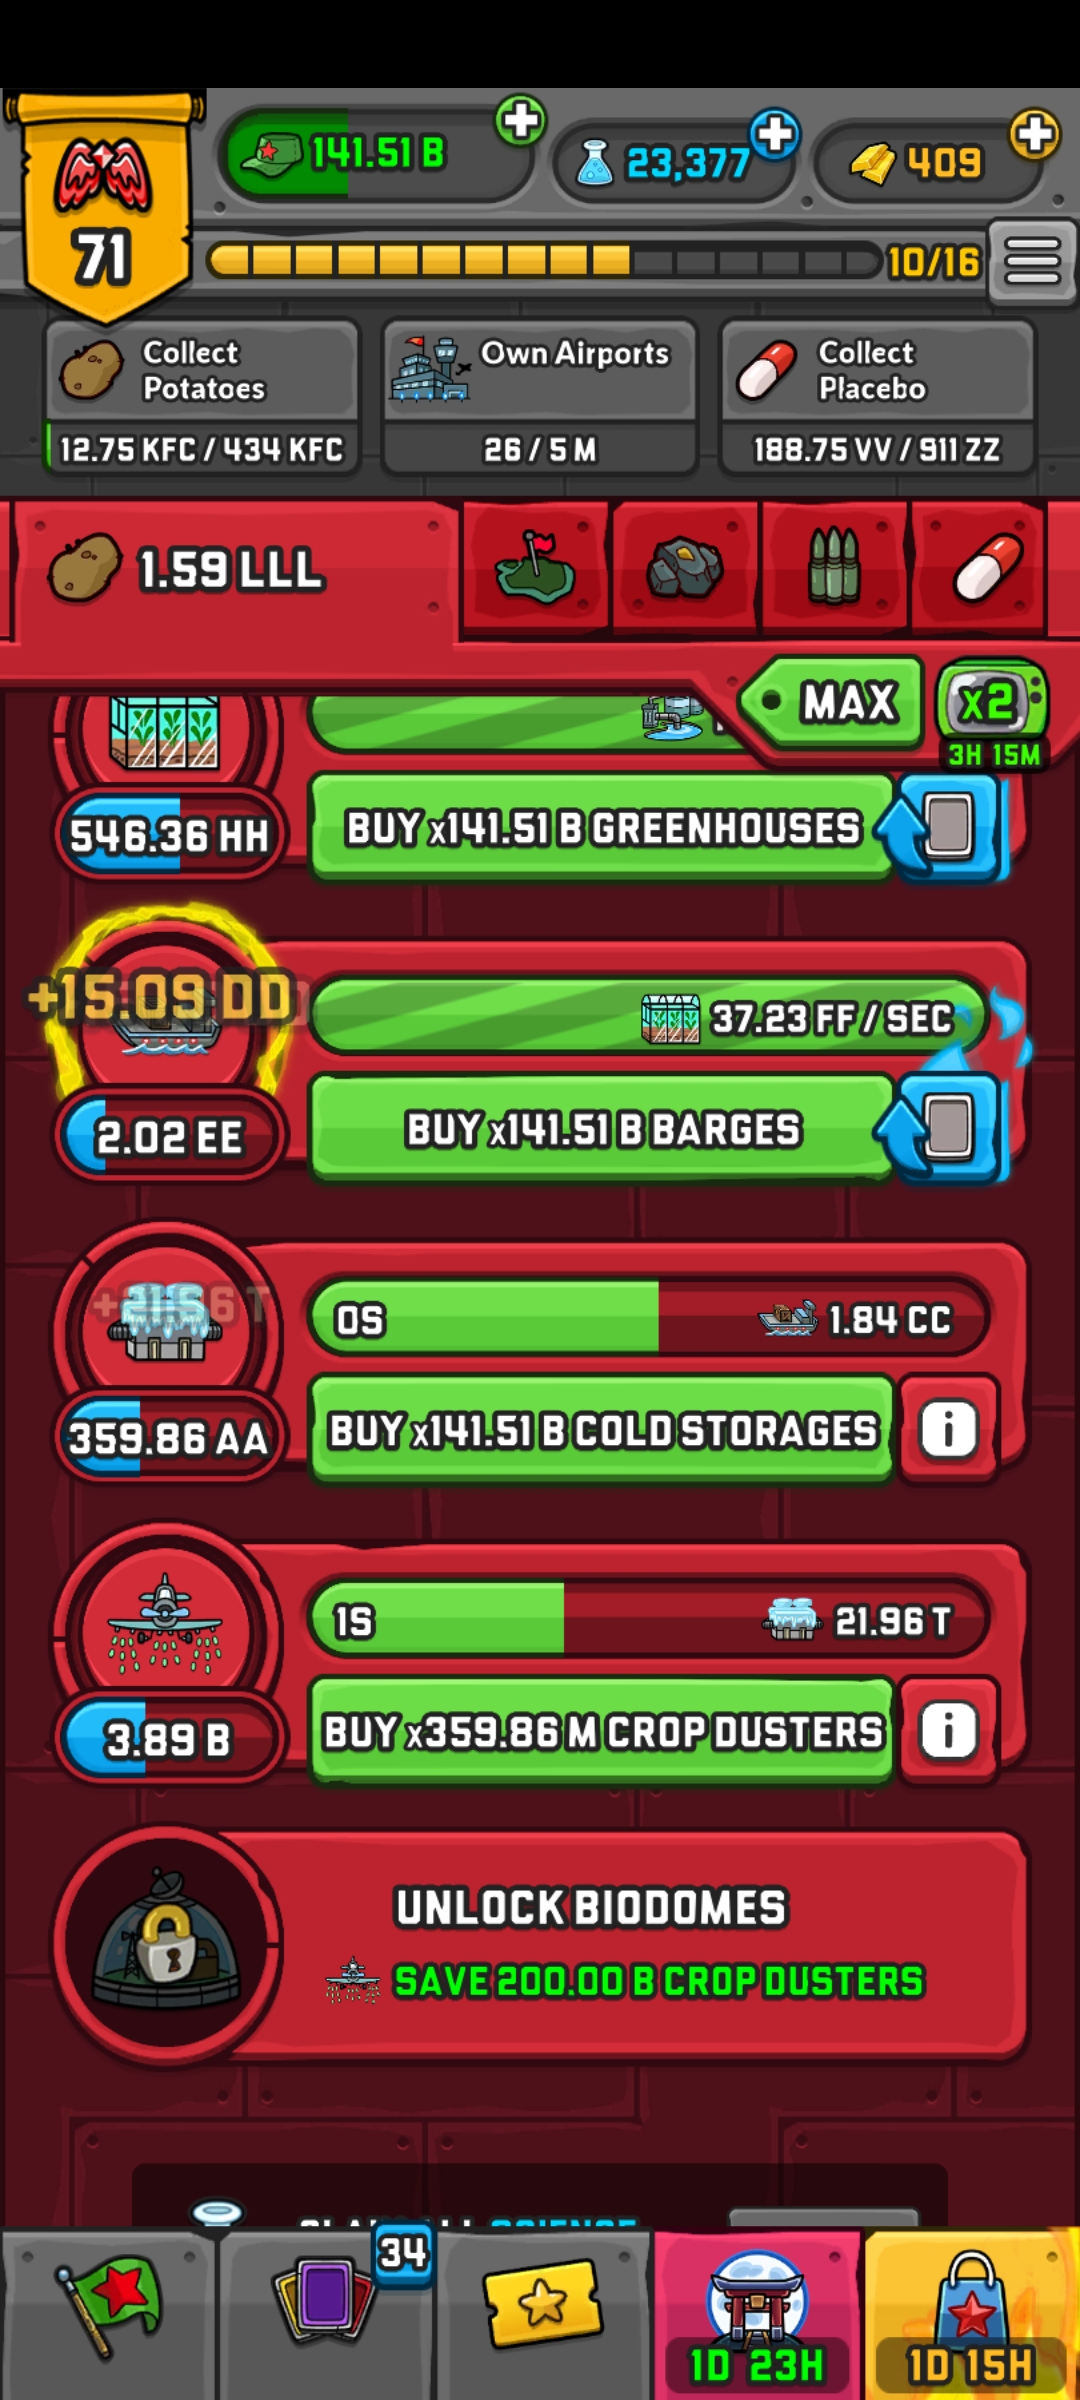 141.51 B
23,377
409
71
10/16
Collect
Potatoes
12.75 KFC / 434 KFC
Own Airports
26 / 5 M
Collect
Placebo
188.75 VV / 911 ZZ
1.59 LLL
MAX
x2
3H 15M
546.36 HH
BUY x141.51 B GREENHOUSES
+15.09 DD
37.23 FF / SEC
2.02 EE
BUY x141.51 B BARGES
0S
1.84 CC
359.86 AA
BUY x141.51 B COLD STORAGES
i
1S
21.96 T
3.89 B
BUY x359.86 M CROP DUSTERS
i
UNLOCK BIODOMES
SAVE 200.00 B CROP DUSTERS
34
1D 23H
1D 15H